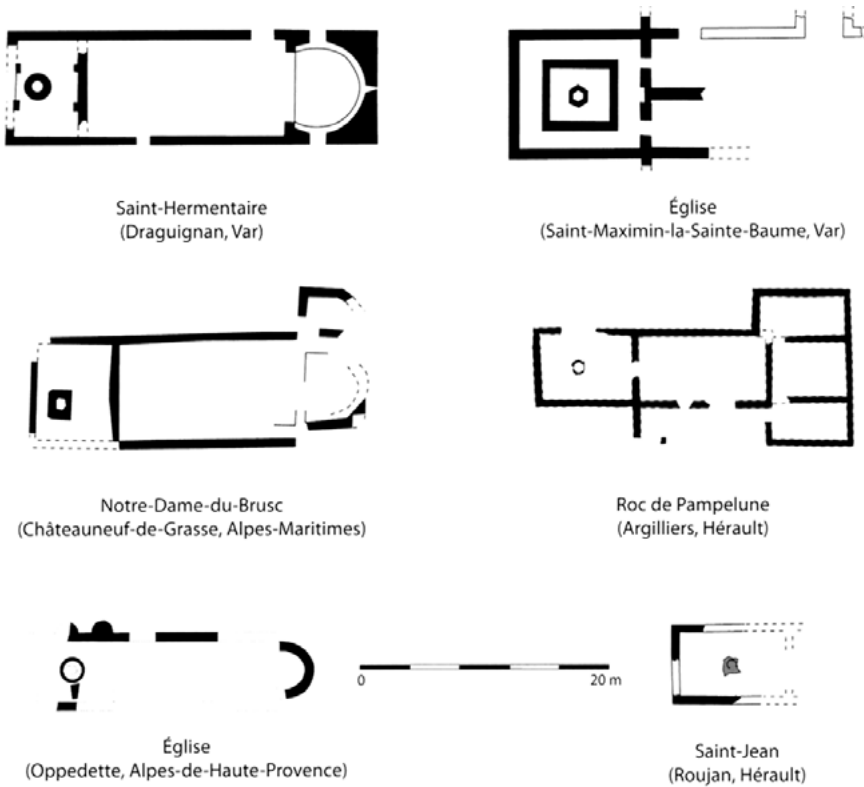 Saint-Hermentaire
(Draguignan, Var)
Église
(Saint-Maximin-la-Sainte-Baume, Var)
Notre-Dame-du-Brusc
(Châteauneuf-de-Grasse, Alpes-Maritimes)
Roc de Pampelune
(Argilliers, Hérault)
0 20 m
Église
(Oppedette, Alpes-de-Haute-Provence)
Saint-Jean
(Roujan, Hérault)